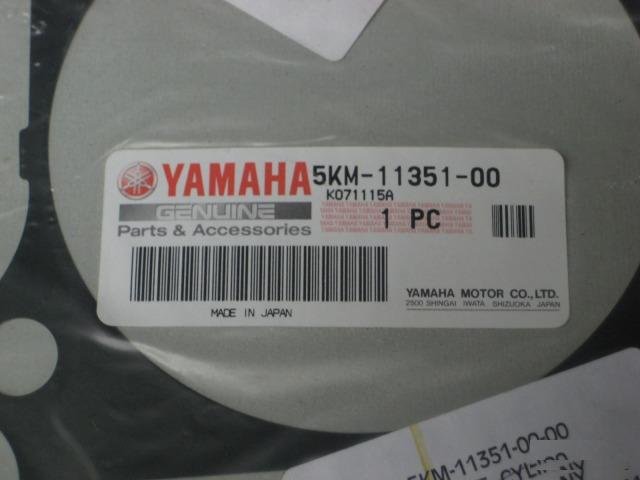 YAMAHA 5KM-11351-00
K071115A
GENUINE
Parts & Accessories
1 PC
YAMAHA MOTOR CO., LTD.
2500 SHINGAI IWATA SHIZUOKA JAPAN
MADE IN JAPAN
5KM-11351-00-00